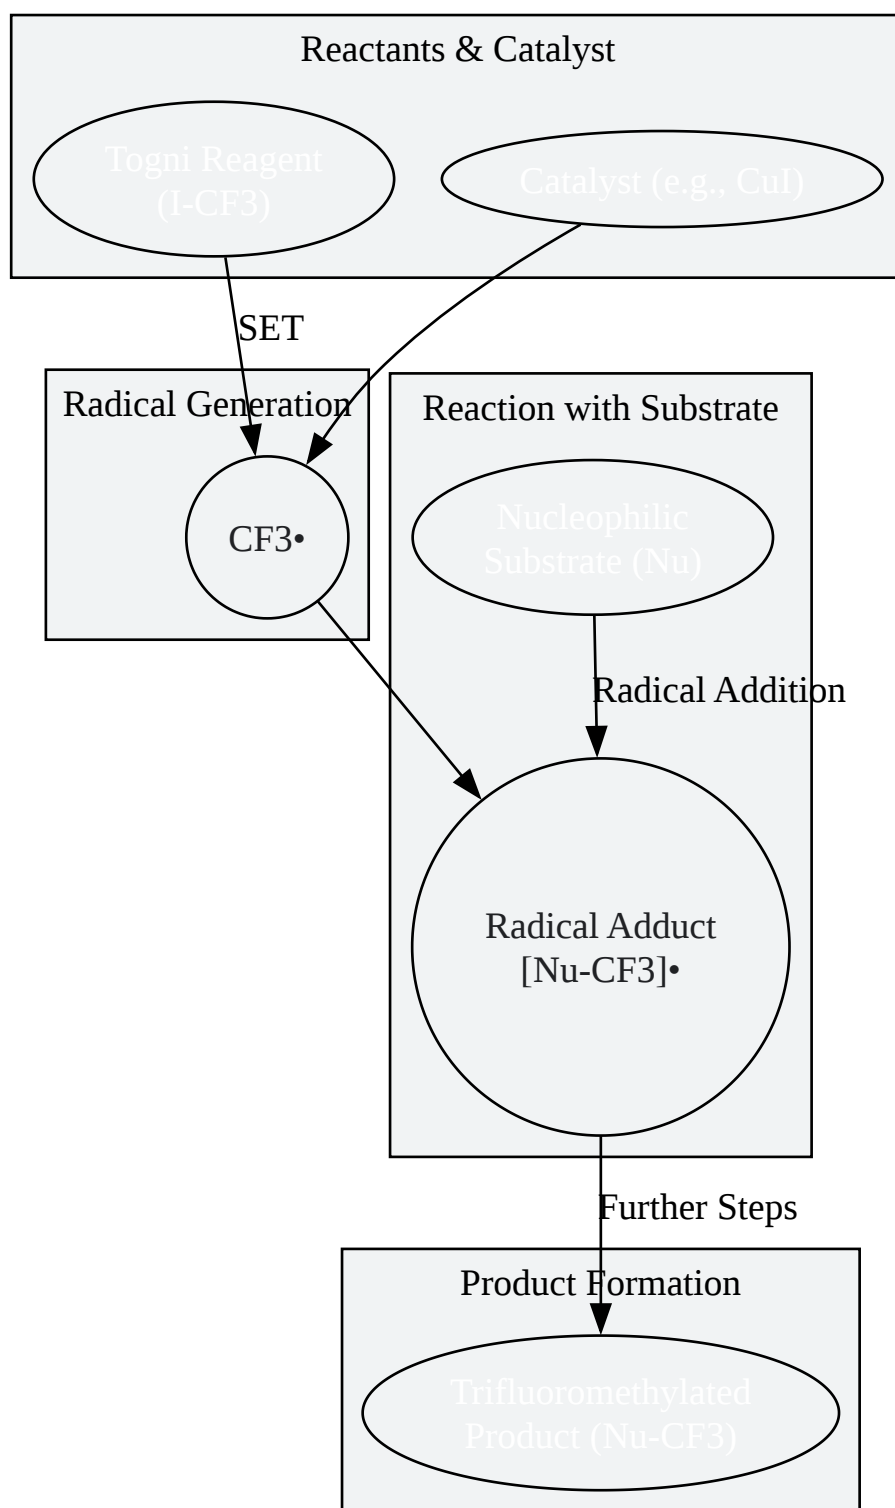 Reactants & Catalyst
Togni Reagent
(I-CF3)
Catalyst (e.g., CuI)
SET
Radical Generation
CF3•
Reaction with Substrate
Nucleophilic
Substrate (Nu)
Radical Addition
Radical Adduct
[Nu-CF3]•
Further Steps
Product Formation
Trifluoromethylated
Product (Nu-CF3)